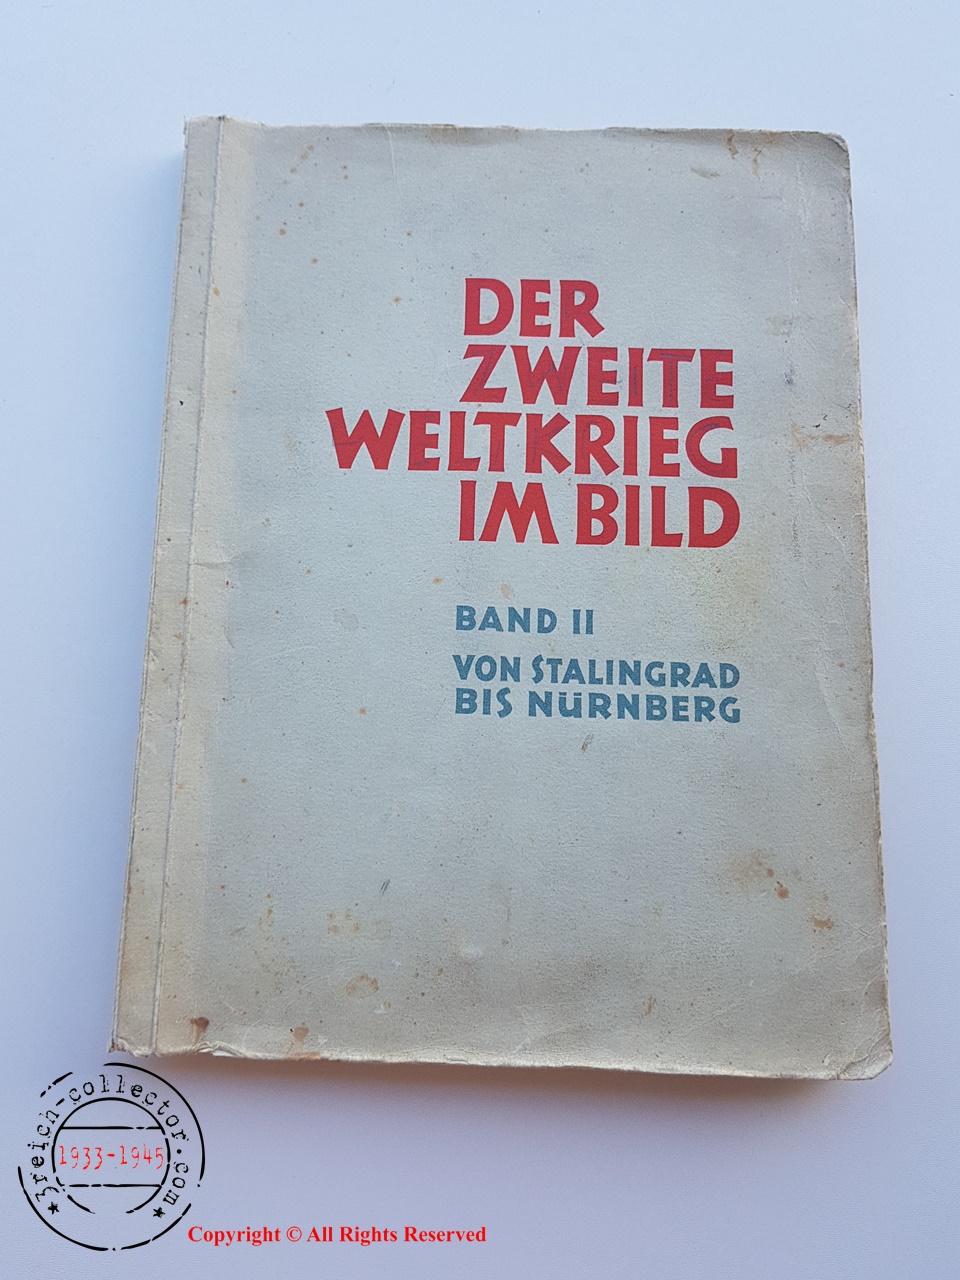 DER
ZWEITE
WELTKRIEG
IM BILD
BAND II
VON STALINGRAD
BIS NÜRNBERG
3reich-collector.com
1933-1945
Copyright © All Rights Reserved